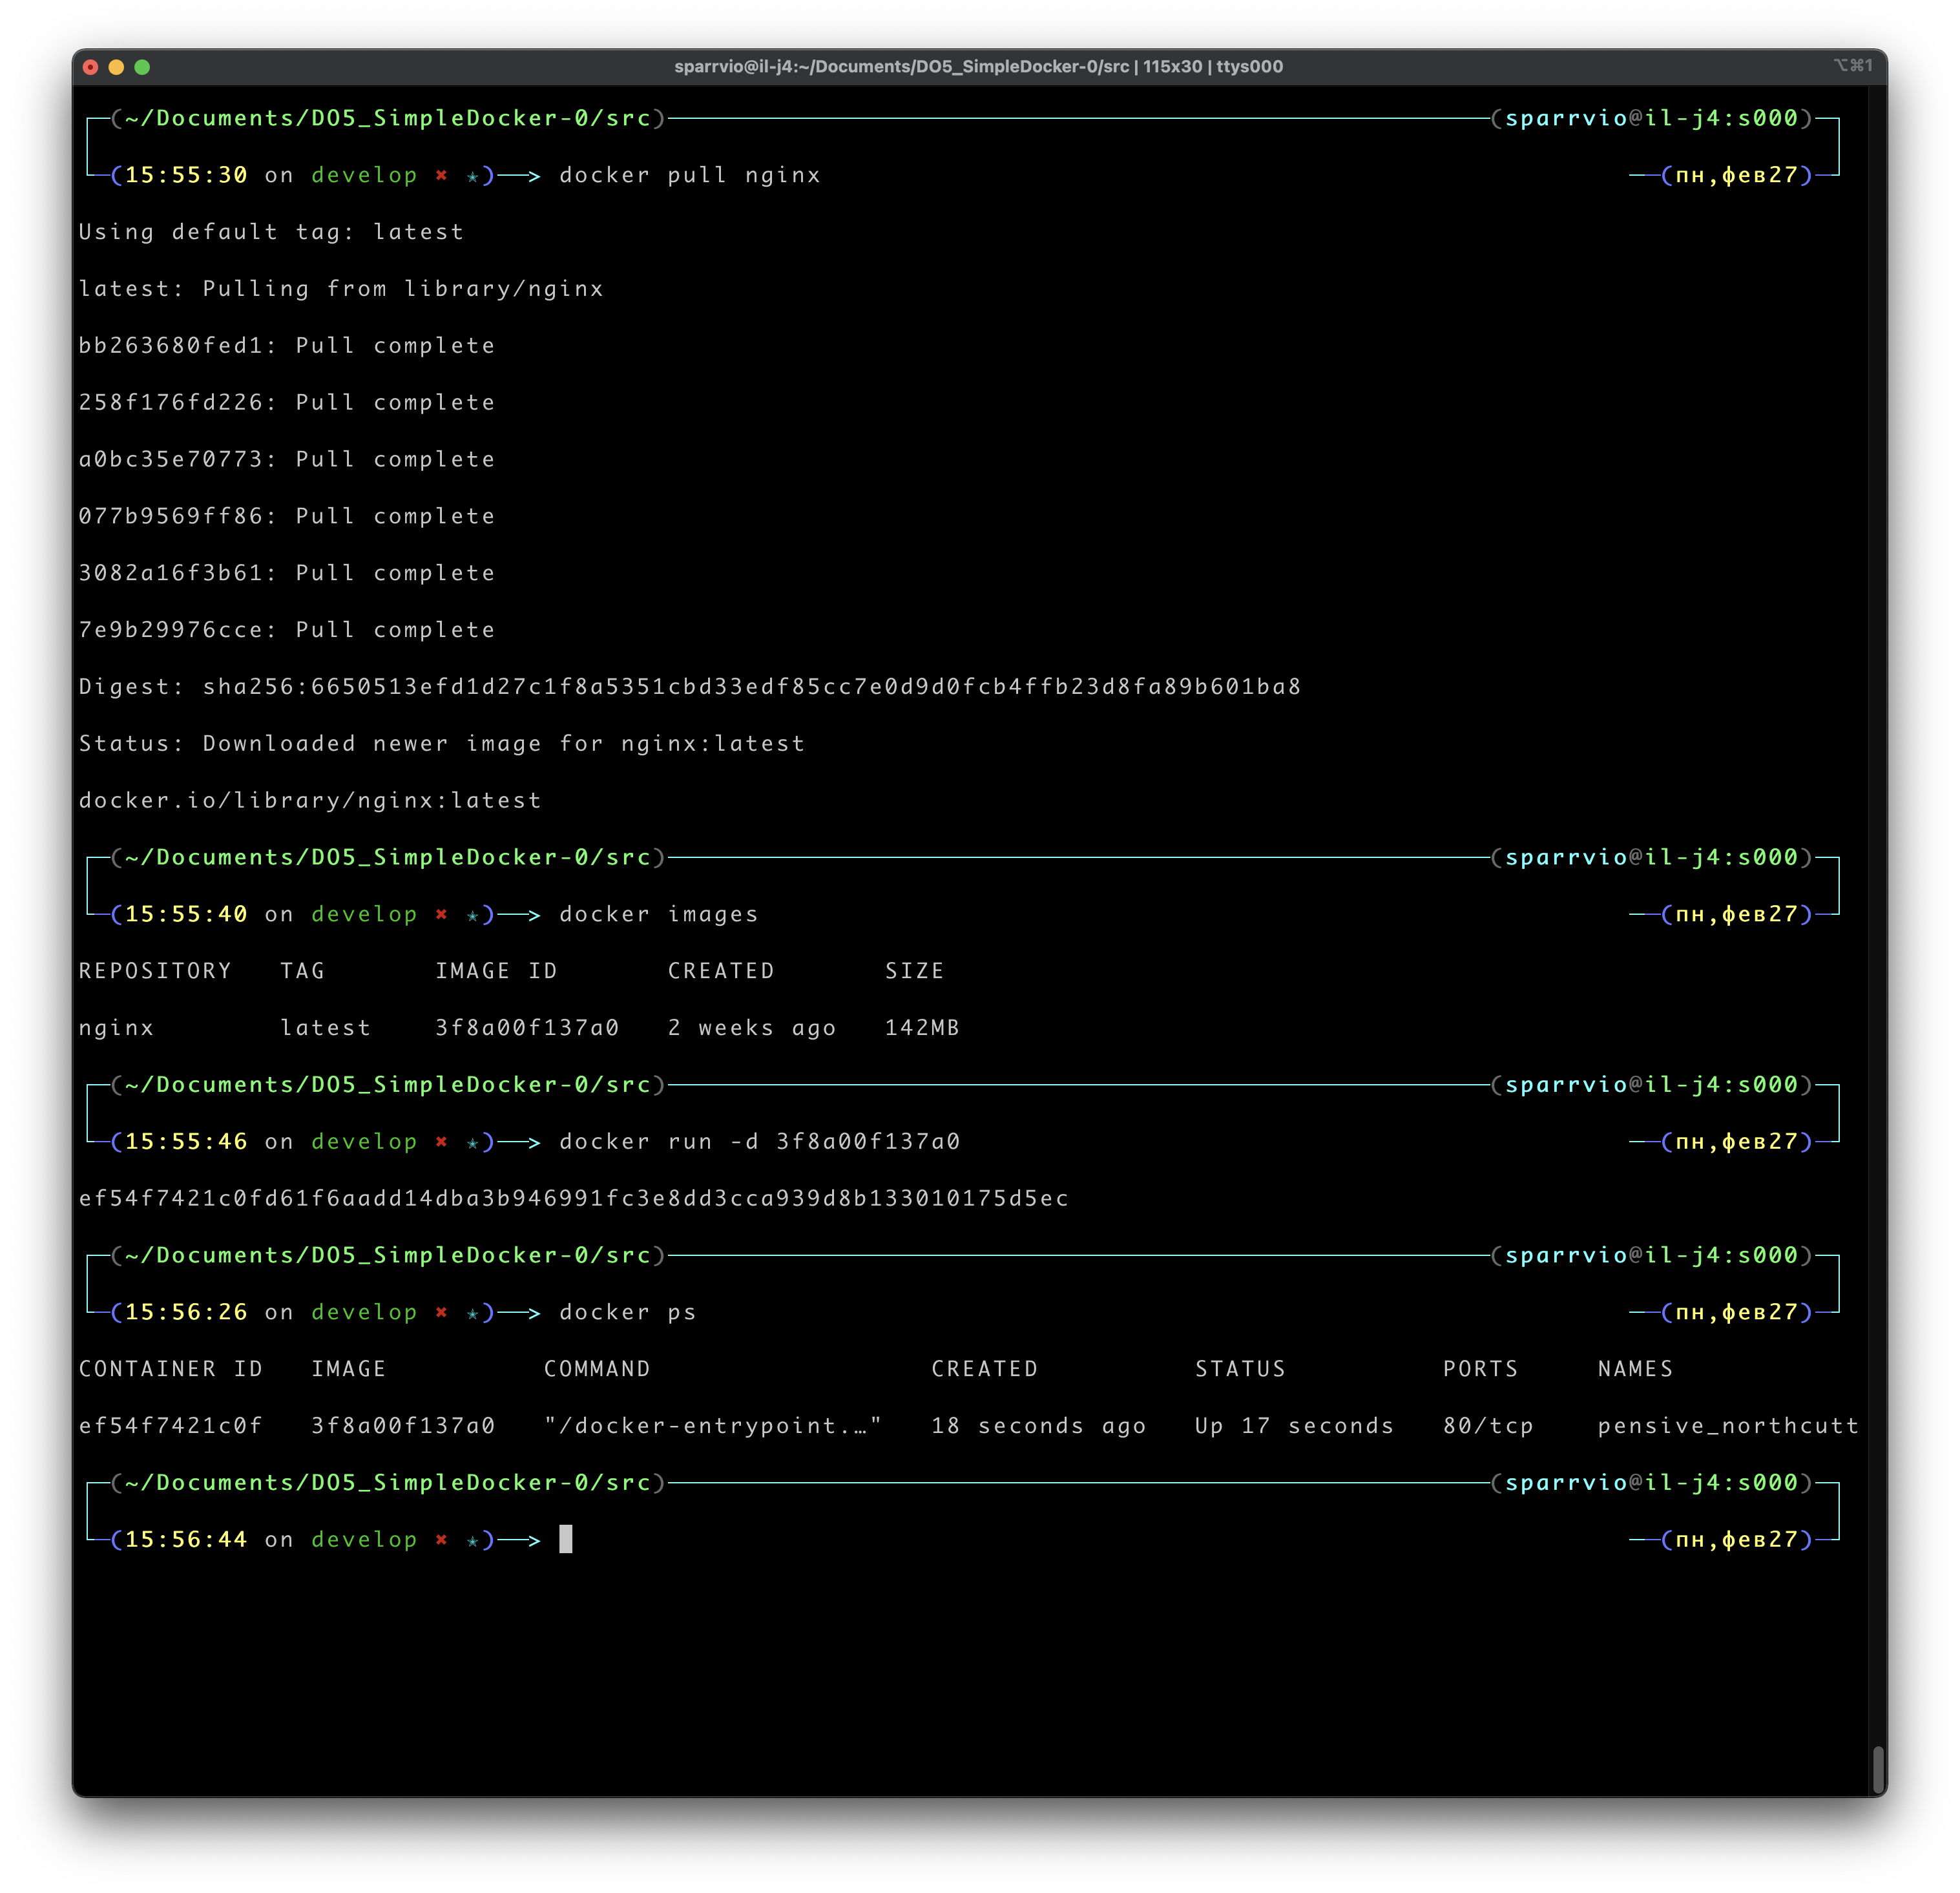 sparrvio@il-j4:~/Documents/DO5_SimpleDocker-0/src | 115x30 | ttys000 ⌥⌘1
(~/Documents/DO5_SimpleDocker-0/src) (sparrvio@il-j4:s000)
(15:55:30 on develop ✖ ✭)──> docker pull nginx (пн,фев27)
Using default tag: latest
latest: Pulling from library/nginx
bb263680fed1: Pull complete
258f176fd226: Pull complete
a0bc35e70773: Pull complete
077b9569ff86: Pull complete
3082a16f3b61: Pull complete
7e9b29976cce: Pull complete
Digest: sha256:6650513efd1d27c1f8a5351cbd33edf85cc7e0d9d0fcb4ffb23d8fa89b601ba8
Status: Downloaded newer image for nginx:latest
docker.io/library/nginx:latest
(~/Documents/DO5_SimpleDocker-0/src) (sparrvio@il-j4:s000)
(15:55:40 on develop ✖ ✭)──> docker images (пн,фев27)
REPOSITORY TAG IMAGE ID CREATED SIZE
nginx latest 3f8a00f137a0 2 weeks ago 142MB
(~/Documents/DO5_SimpleDocker-0/src) (sparrvio@il-j4:s000)
(15:55:46 on develop ✖ ✭)──> docker run -d 3f8a00f137a0 (пн,фев27)
ef54f7421c0fd61f6aadd14dba3b946991fc3e8dd3cca939d8b133010175d5ec
(~/Documents/DO5_SimpleDocker-0/src) (sparrvio@il-j4:s000)
(15:56:26 on develop ✖ ✭)──> docker ps (пн,фев27)
CONTAINER ID IMAGE COMMAND CREATED STATUS PORTS NAMES
ef54f7421c0f 3f8a00f137a0 "/docker-entrypoint.…" 18 seconds ago Up 17 seconds 80/tcp pensive_northcutt
(~/Documents/DO5_SimpleDocker-0/src) (sparrvio@il-j4:s000)
(15:56:44 on develop ✖ ✭)──> (пн,фев27)